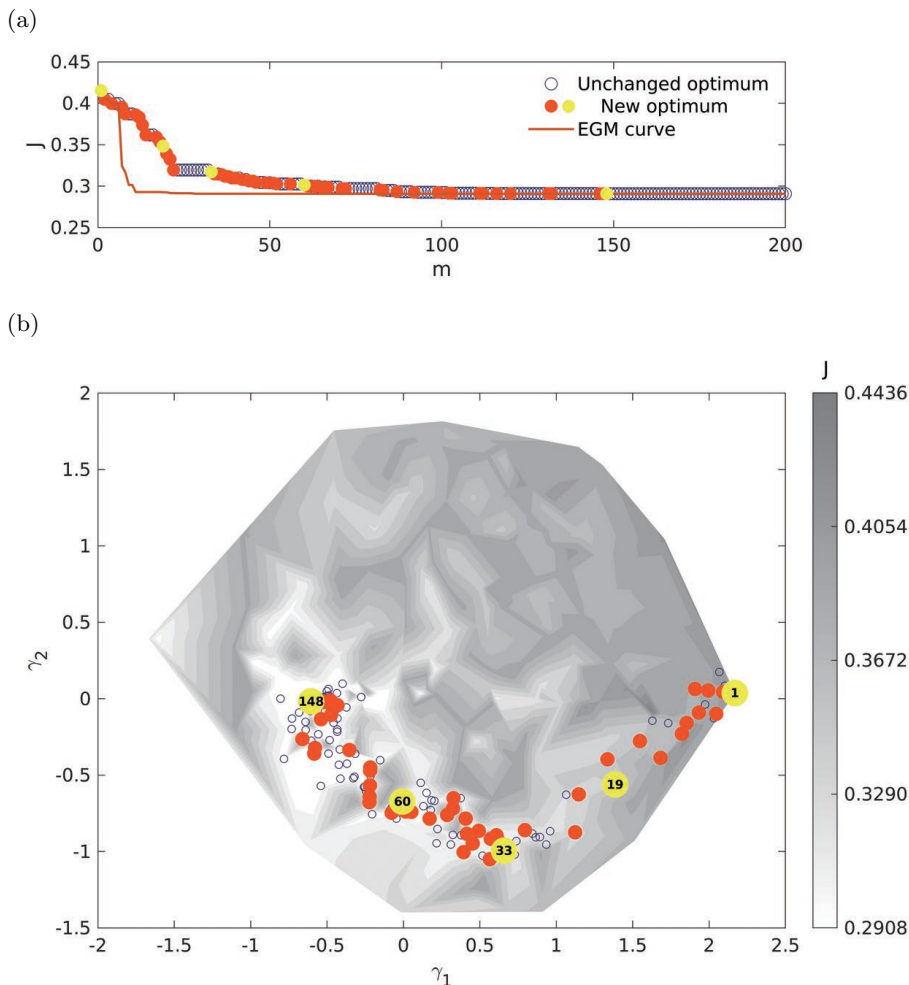 (a)
0.45
0.4
0.35
0.3
0.25
J
Unchanged optimum
New optimum
EGM curve
0 50 100 150 200
m
(b)
J
2
1.5
1
0.5
0
-0.5
-1
-1.5
γ2
148
60
33
19
1
-2 -1.5 -1 -0.5 0 0.5 1 1.5 2 2.5
γ1
0.4436
0.4054
0.3672
0.3290
0.2908